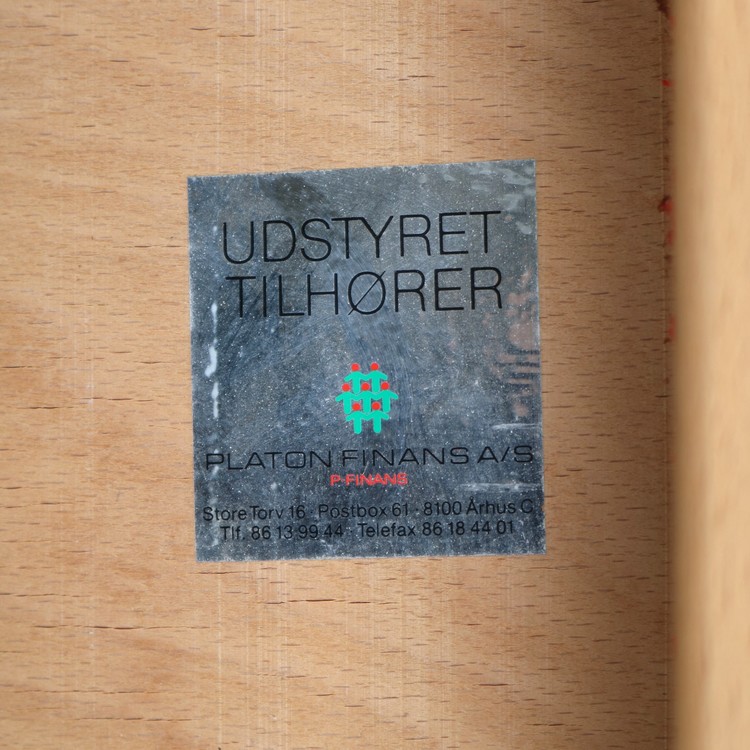 UDSTYRET
TILHØRER
PLATON FINANS A/S
P-FINANS
Store Torv 16 · Postbox 61 · 8100 Århus C
Tlf. 86 13 99 44 · Telefax 86 18 44 01